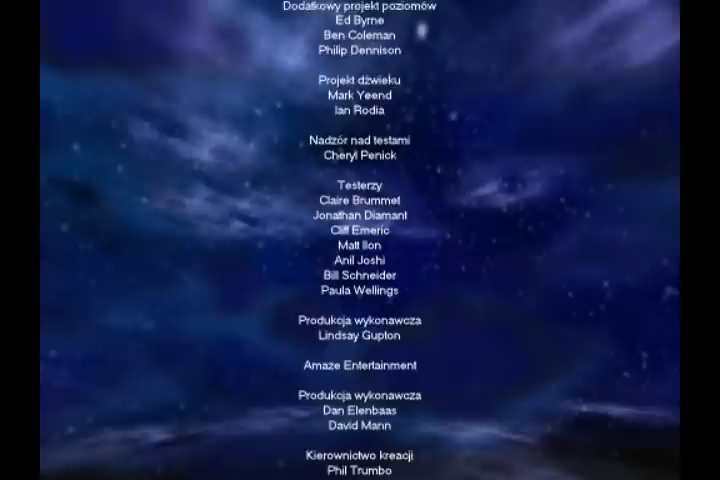 Dodatkowy projekt poziomów
Ed Byrne
Ben Coleman
Philip Dennison
Projekt dźwieku
Mark Yeend
Ian Rodia
Nadzór nad testami
Cheryl Penick
Testerzy
Claire Brummel
Jonathan Diamant
Cliff Emeric
Matt Ilon
Anil Joshi
Bill Schneider
Paula Wellings
Produkcja wykonawcza
Lindsay Gupton
Amaze Entertainment
Produkcja wykonawcza
Dan Elenbaas
David Mann
Kierownictwo kreacji
Phil Trumbo